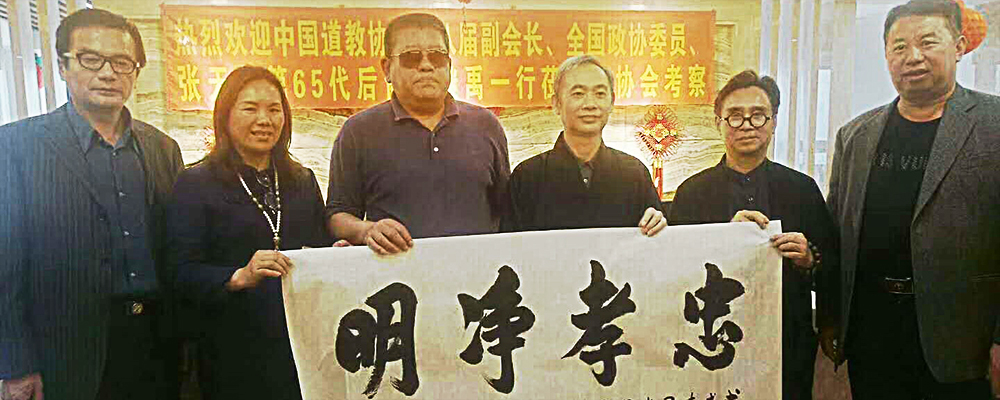 热烈欢迎中国道教协 届副会长、全国政协委员、
张天 第65代后 禹一行莅 协会考察
忠孝净明